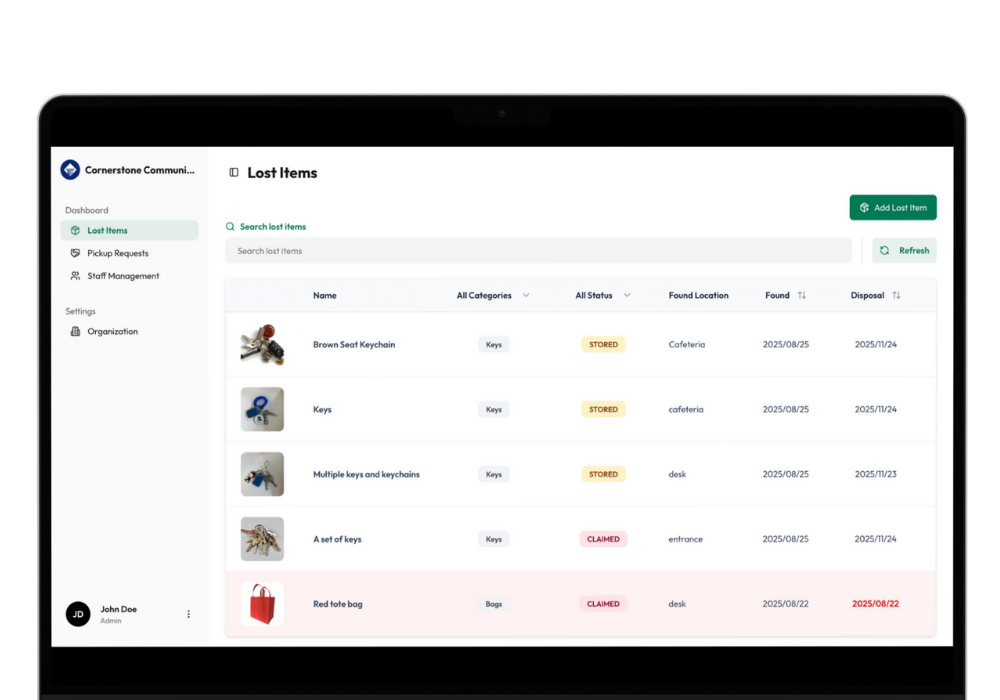 Cornerstone Communi...
Lost Items
Dashboard
Lost Items
Pickup Requests
Staff Management
Settings
Organization
JD
John Doe
Admin
Add Lost Item
Search lost items
Search lost items
Refresh
Name All Categories All Status Found Location Found Disposal
Brown Seat Keychain Keys STORED Cafeteria 2025/08/25 2025/11/24
Keys Keys STORED cafeteria 2025/08/25 2025/11/24
Multiple keys and keychains Keys STORED desk 2025/08/25 2025/11/23
A set of keys Keys CLAIMED entrance 2025/08/25 2025/11/24
Red tote bag Bags CLAIMED desk 2025/08/22 2025/08/22